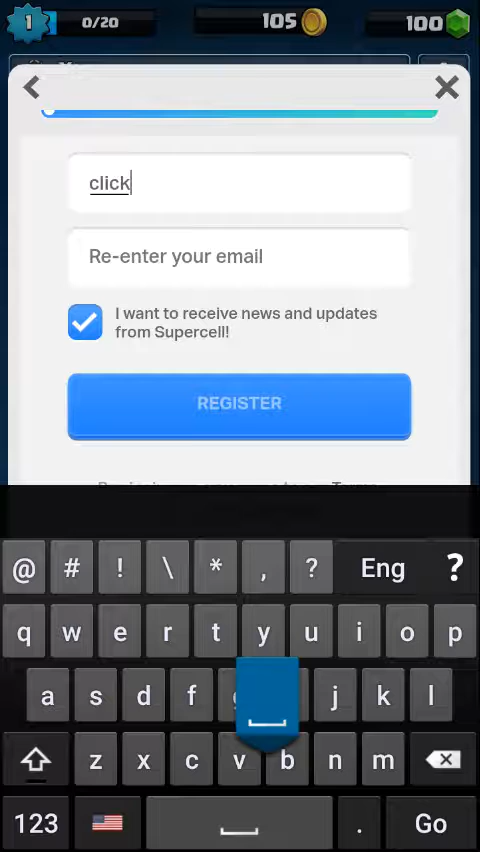 1 0/20 105 100
click
Re-enter your email
I want to receive news and updates
from Supercell!
REGISTER
@ # ! \ * , ? Eng ?
q w e r t y u i o p
a s d f j k l
z x c v b n m
123 . Go